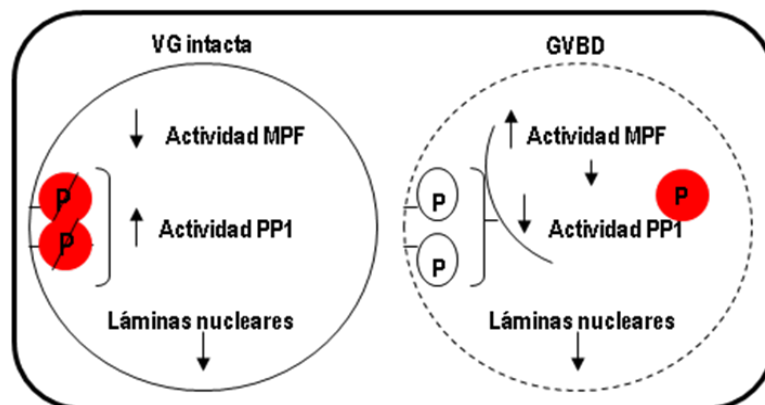 VG intacta
GVBD
Actividad MPF
P
P
Actividad PP1
Láminas nucleares
Actividad MPF
P
P
P
Actividad PP1
Láminas nucleares